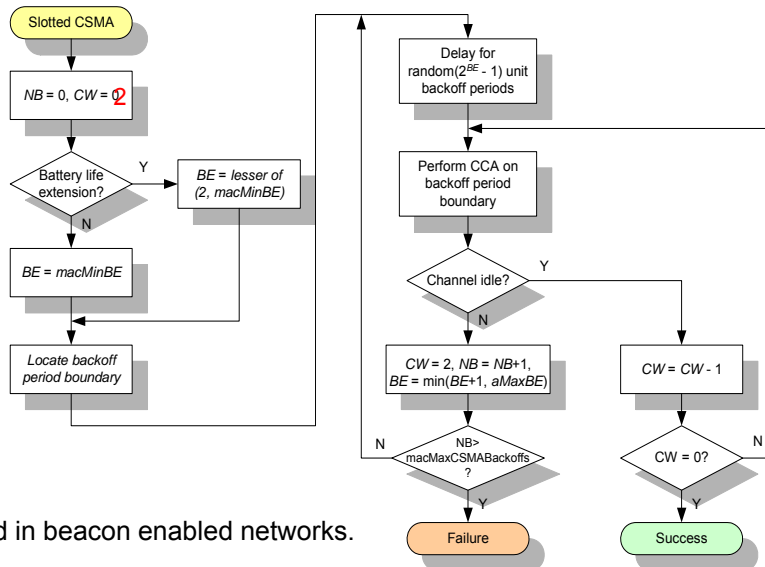 Slotted CSMA
NB = 0, CW = 0
2
Battery life
extension?
Y
BE = lesser of
(2, macMinBE)
N
BE = macMinBE
Locate backoff
period boundary
Delay for
random(2^BE - 1) unit
backoff periods
Perform CCA on
backoff period
boundary
Channel idle?
Y
N
CW = 2, NB = NB+1,
BE = min(BE+1, aMaxBE)
CW = CW - 1
N
NB>
macMaxCSMABackoffs
?
CW = 0?
N
Y
Y
Failure
Success
d in beacon enabled networks.